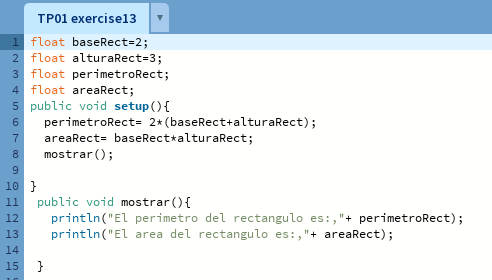 TP01 exercise13 ▼
1 float baseRect=2;
2 float alturaRect=3;
3 float perimetroRect;
4 float areaRect;
5 public void setup(){
6 perimetroRect= 2*(baseRect+alturaRect);
7 areaRect= baseRect*alturaRect;
8 mostrar();
9
10 }
11 public void mostrar(){
12 println("El perimetro del rectangulo es:,"+ perimetroRect);
13 println("El area del rectangulo es:,"+ areaRect);
14
15 }